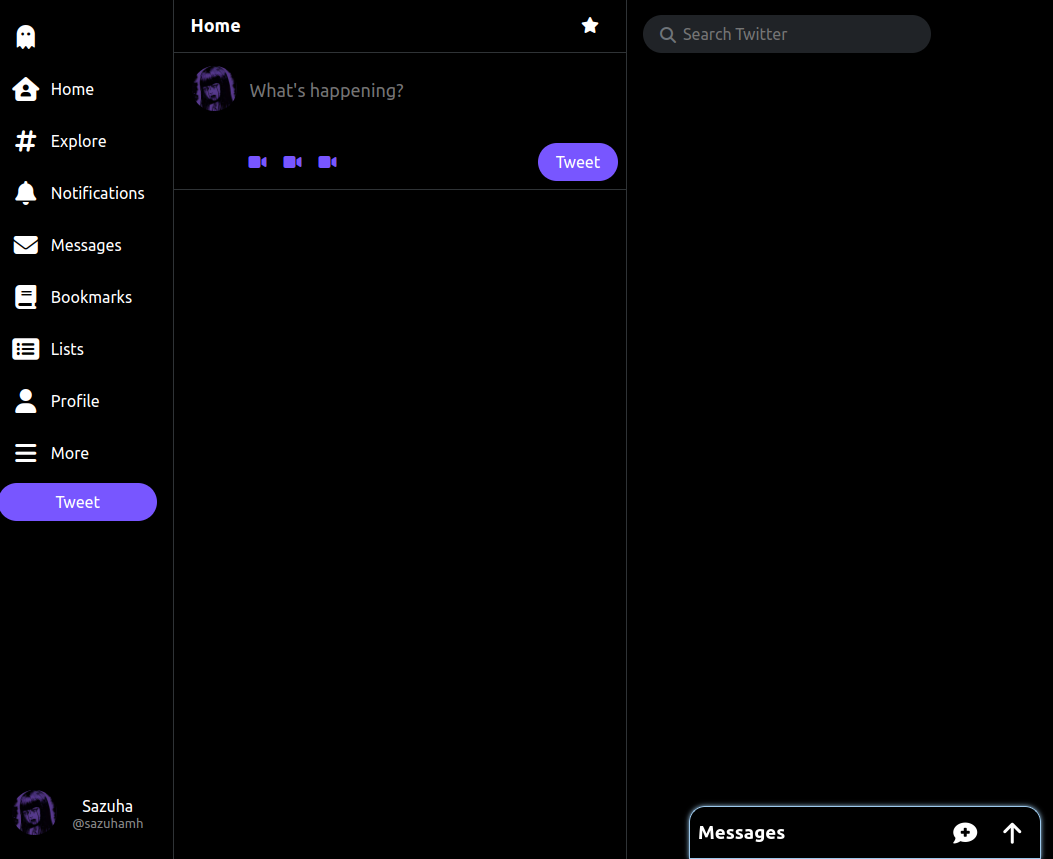 Home
Explore
Notifications
Messages
Bookmarks
Lists
Profile
More
Tweet
Sazuha
@sazuhamh
Home
What's happening?
Tweet
Search Twitter
Messages